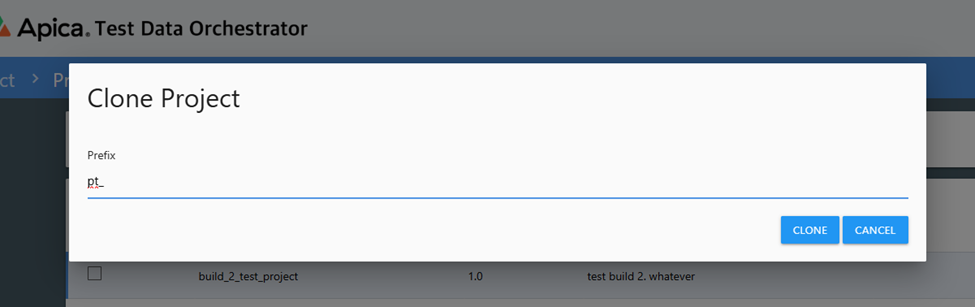 Apica. Test Data Orchestrator
ct > Pr
Clone Project
Prefix
pt_
CLONE CANCEL
build_2_test_project 1.0 test build 2. whatever